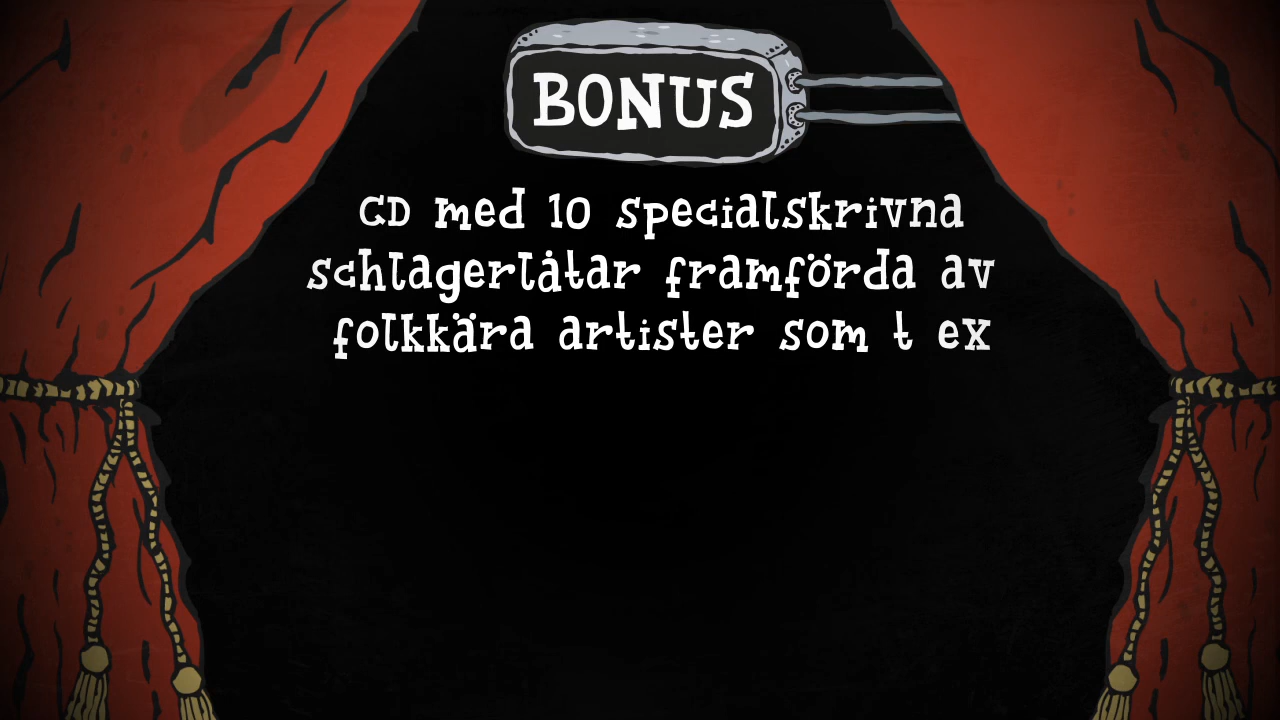 BONUS
CD med 10 specialskrivna
schlagerlåtar framförda av
folkkära artister som t ex